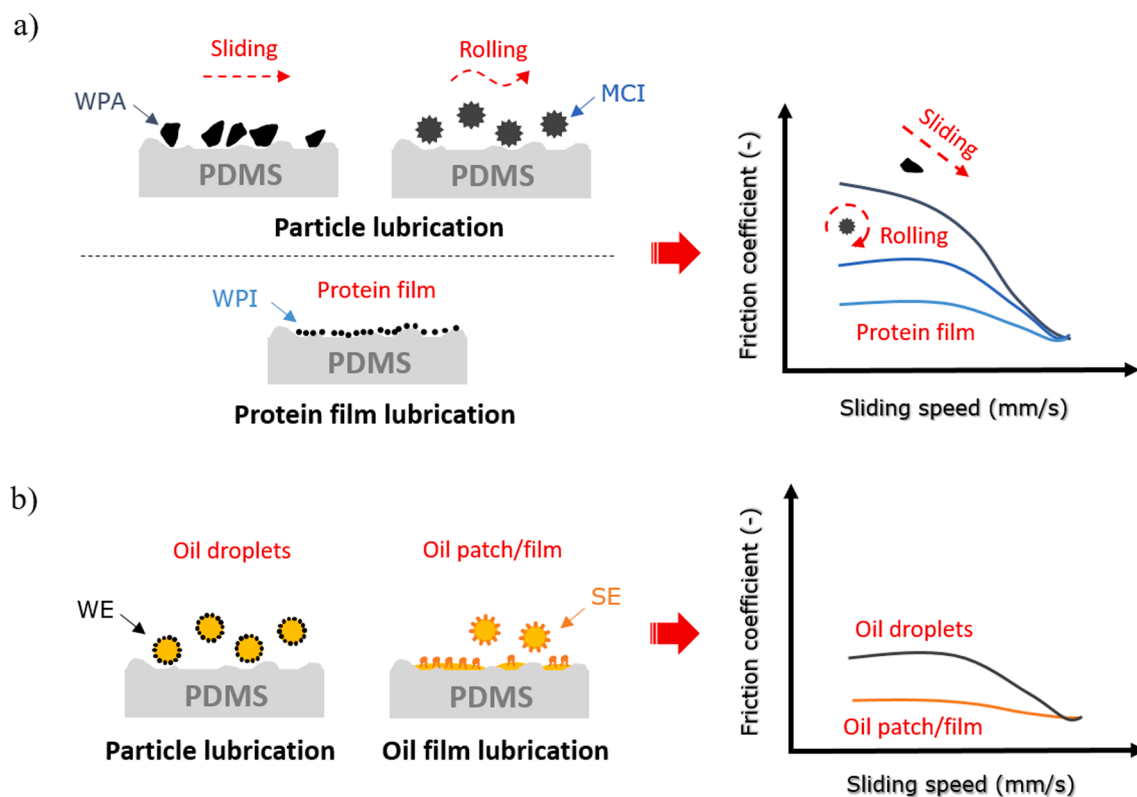 a)
Sliding
Rolling
WPA
MCI
PDMS
PDMS
Particle lubrication
Protein film
WPI
PDMS
Protein film lubrication
Friction coefficient (-)
Sliding
Rolling
Protein film
Sliding speed (mm/s)
b)
Oil droplets
Oil patch/film
WE
SE
PDMS
PDMS
Particle lubrication
Oil film lubrication
Friction coefficient (-)
Oil droplets
Oil patch/film
Sliding speed (mm/s)